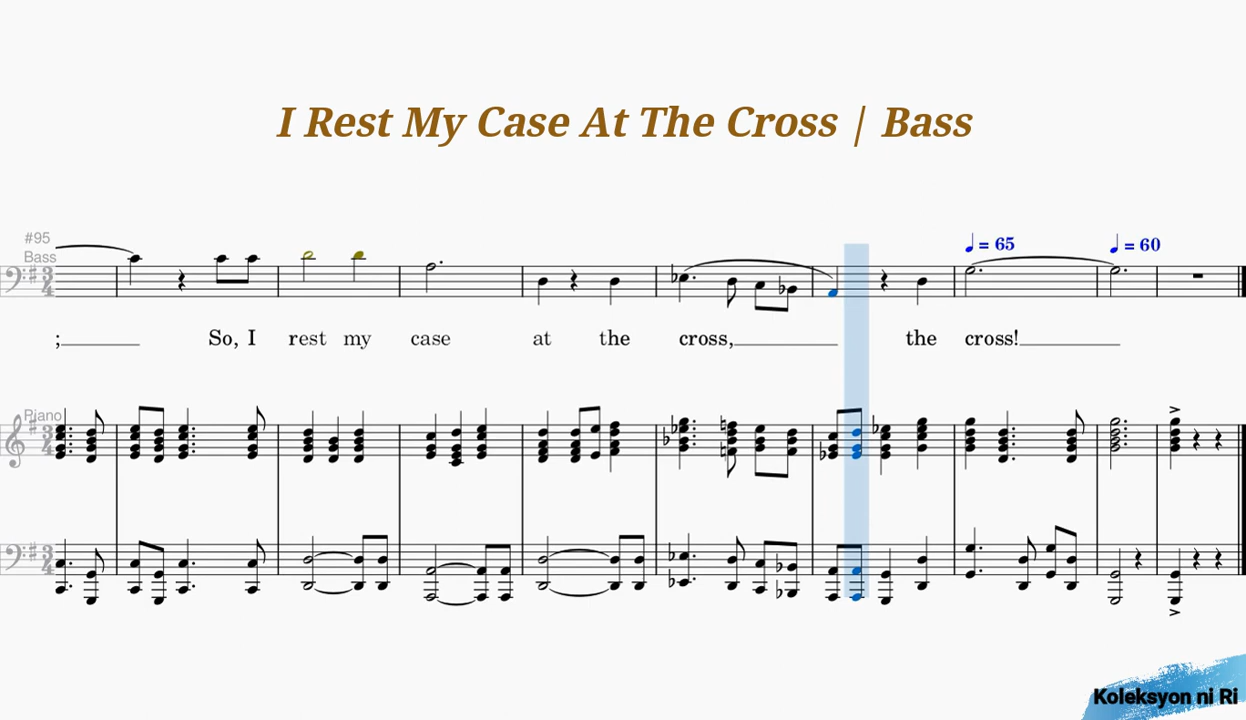 I Rest My Case At The Cross | Bass
#95
= 65
= 60
Bass
; So, I rest my case at the cross, the cross!
Piano
Koleksyon ni Ri